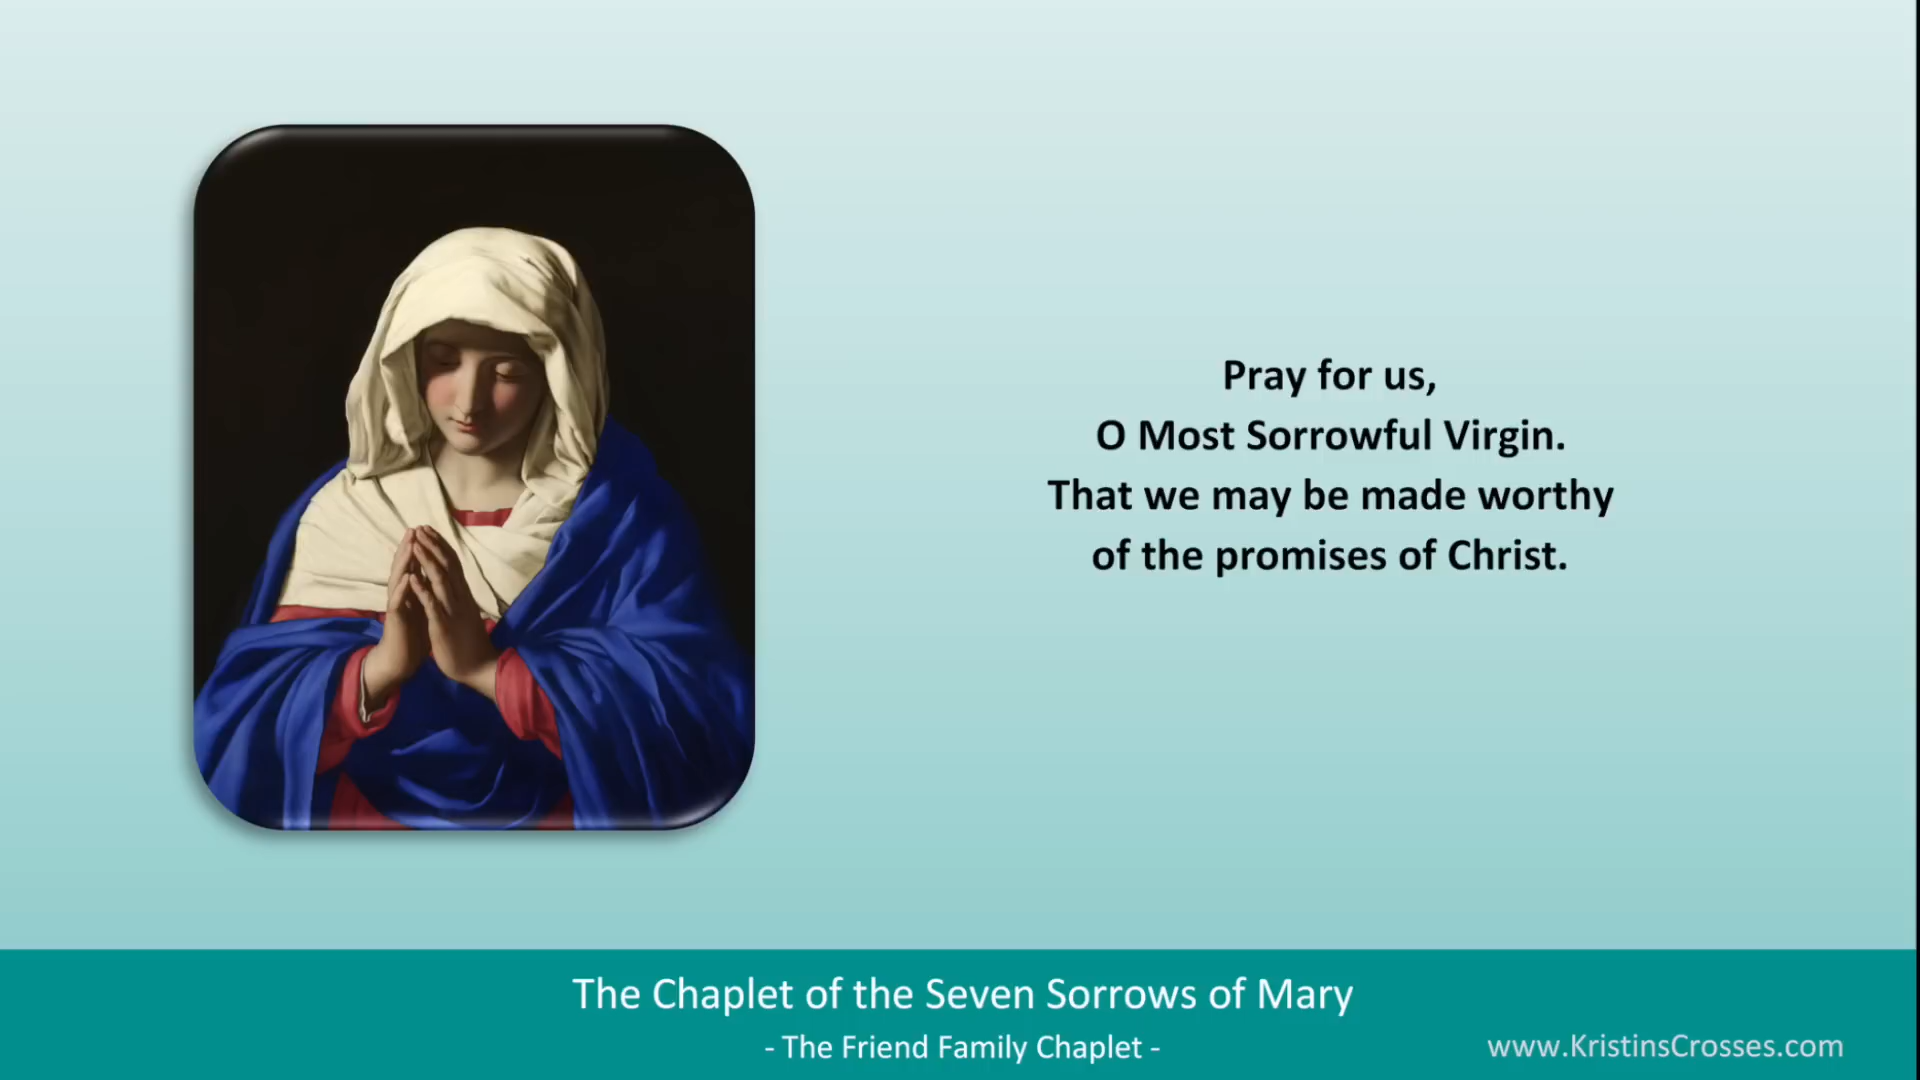 Pray for us,
O Most Sorrowful Virgin.
That we may be made worthy
of the promises of Christ.
The Chaplet of the Seven Sorrows of Mary
- The Friend Family Chaplet -
www.KristinsCrosses.com